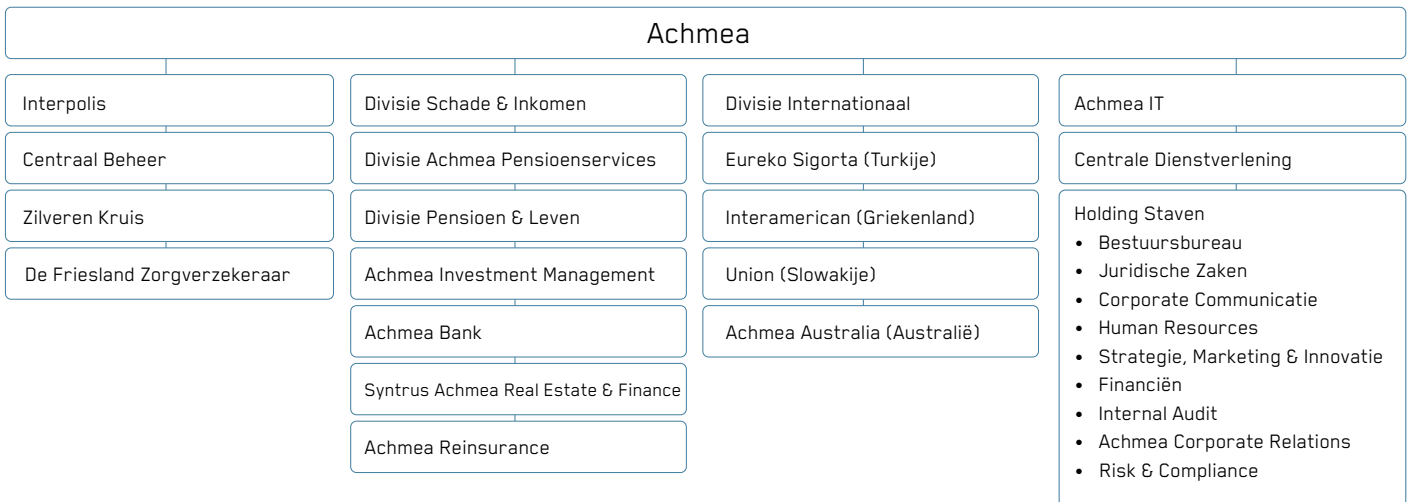 Achmea
Interpolis
Centraal Beheer
Zilveren Kruis
De Friesland Zorgverzekeraar
Divisie Schade & Inkomen
Divisie Achmea Pensioenservices
Divisie Pensioen & Leven
Achmea Investment Management
Achmea Bank
Syntrus Achmea Real Estate & Finance
Achmea Reinsurance
Divisie Internationaal
Eureko Sigorta (Turkije)
Interamerican (Griekenland)
Union (Slowakije)
Achmea Australia (Australië)
Achmea IT
Centrale Dienstverlening
Holding Staven
• Bestuursbureau
• Juridische Zaken
• Corporate Communicatie
• Human Resources
• Strategie, Marketing & Innovatie
• Financiën
• Internal Audit
• Achmea Corporate Relations
• Risk & Compliance